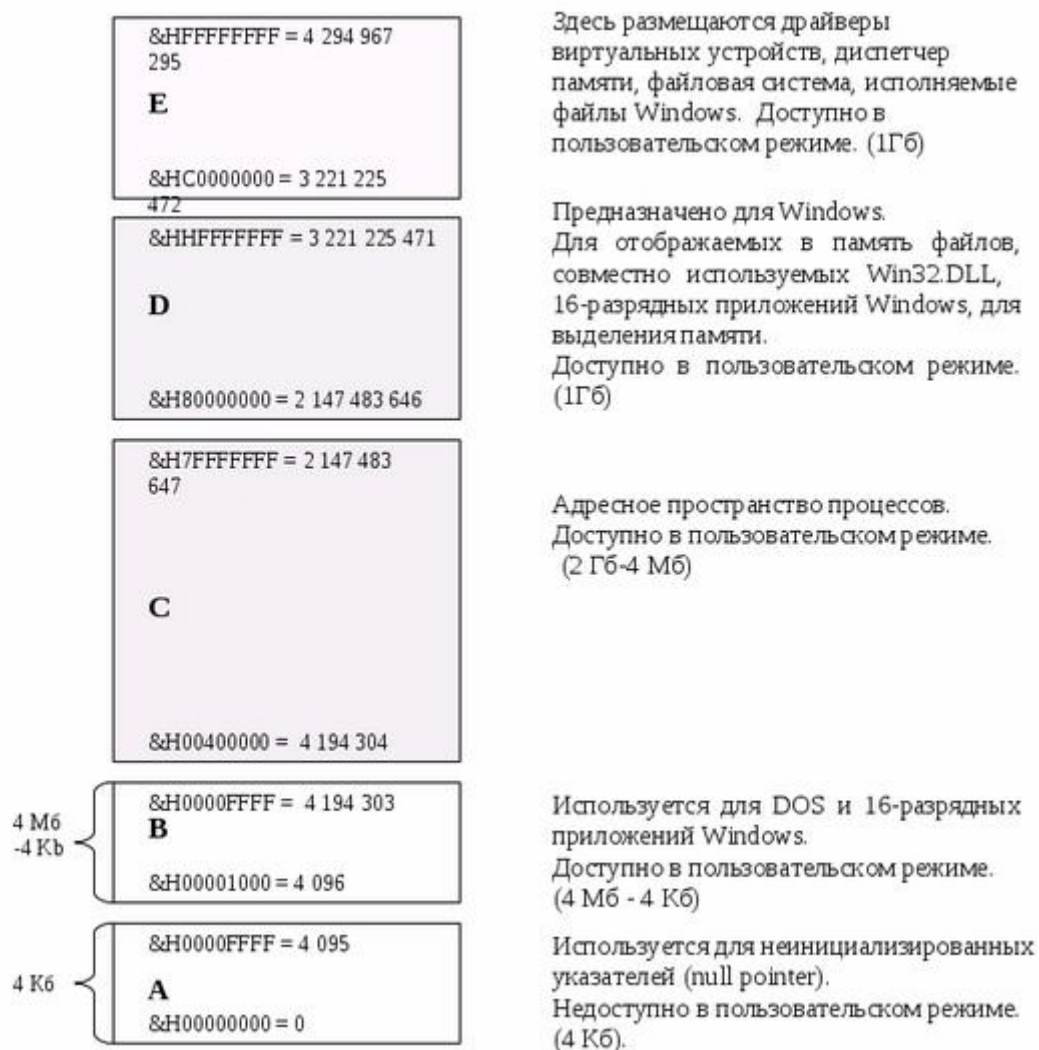 &HFFFFFFFF = 4 294 967
295
E
&HC0000000 = 3 221 225
472
Здесь размещаются драйверы
виртуальных устройств, диспетчер
памяти, файловая система, исполняемые
файлы Windows. Доступно в
пользовательском режиме. (1Гб)
&HHFFFFFFF = 3 221 225 471
D
&H80000000 = 2 147 483 646
Предназначено для Windows.
Для отображаемых в память файлов,
совместно используемых Win32.DLL,
16-разрядных приложений Windows, для
выделения памяти.
Доступно в пользовательском режиме.
(1Гб)
&H7FFFFFFF = 2 147 483
647
C
&H00400000 = 4 194 304
Адресное пространство процессов.
Доступно в пользовательском режиме.
(2 Гб-4 Мб)
4 Мб
-4 Kb
&H0000FFFF = 4 194 303
B
&H00001000 = 4 096
Используется для DOS и 16-разрядных
приложений Windows.
Доступно в пользовательском режиме.
(4 Мб - 4 Кб)
4 Кб
&H0000FFFF = 4 095
A
&H00000000 = 0
Используется для неинициализированных
указателей (null pointer).
Недоступно в пользовательском режиме.
(4 Кб).